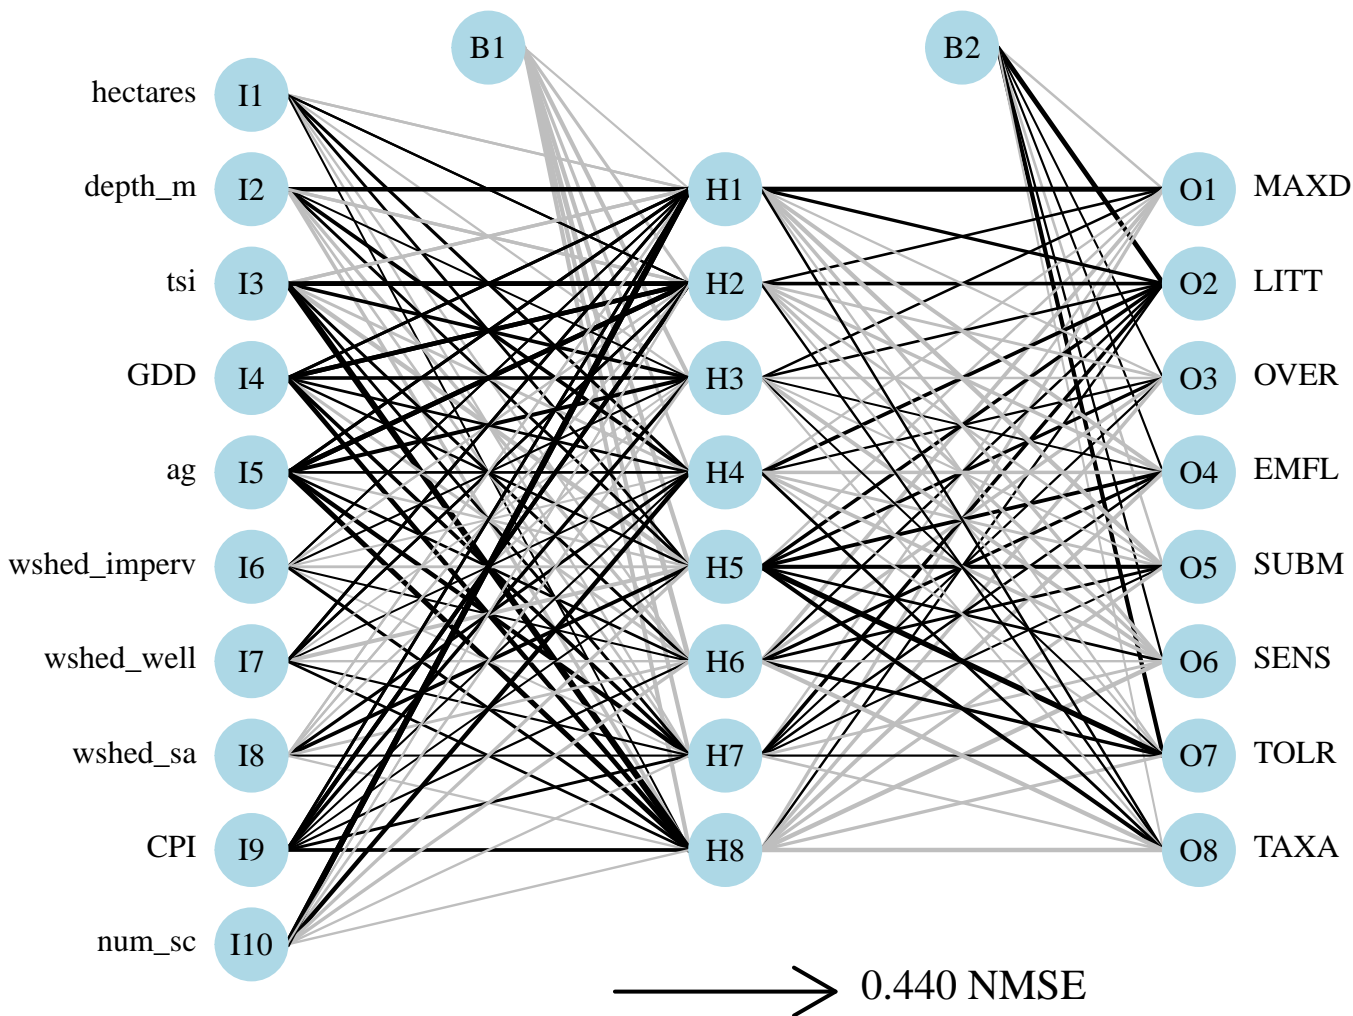 B1 B2
hectares I1
depth_m I2 H1 O1 MAXD
tsi I3 H2 O2 LITT
GDD I4 H3 O3 OVER
ag I5 H4 O4 EMFL
wshed_imperv I6 H5 O5 SUBM
wshed_well I7 H6 O6 SENS
wshed_sa I8 H7 O7 TOLR
CPI I9 H8 O8 TAXA
num_sc I10
0.440 NMSE